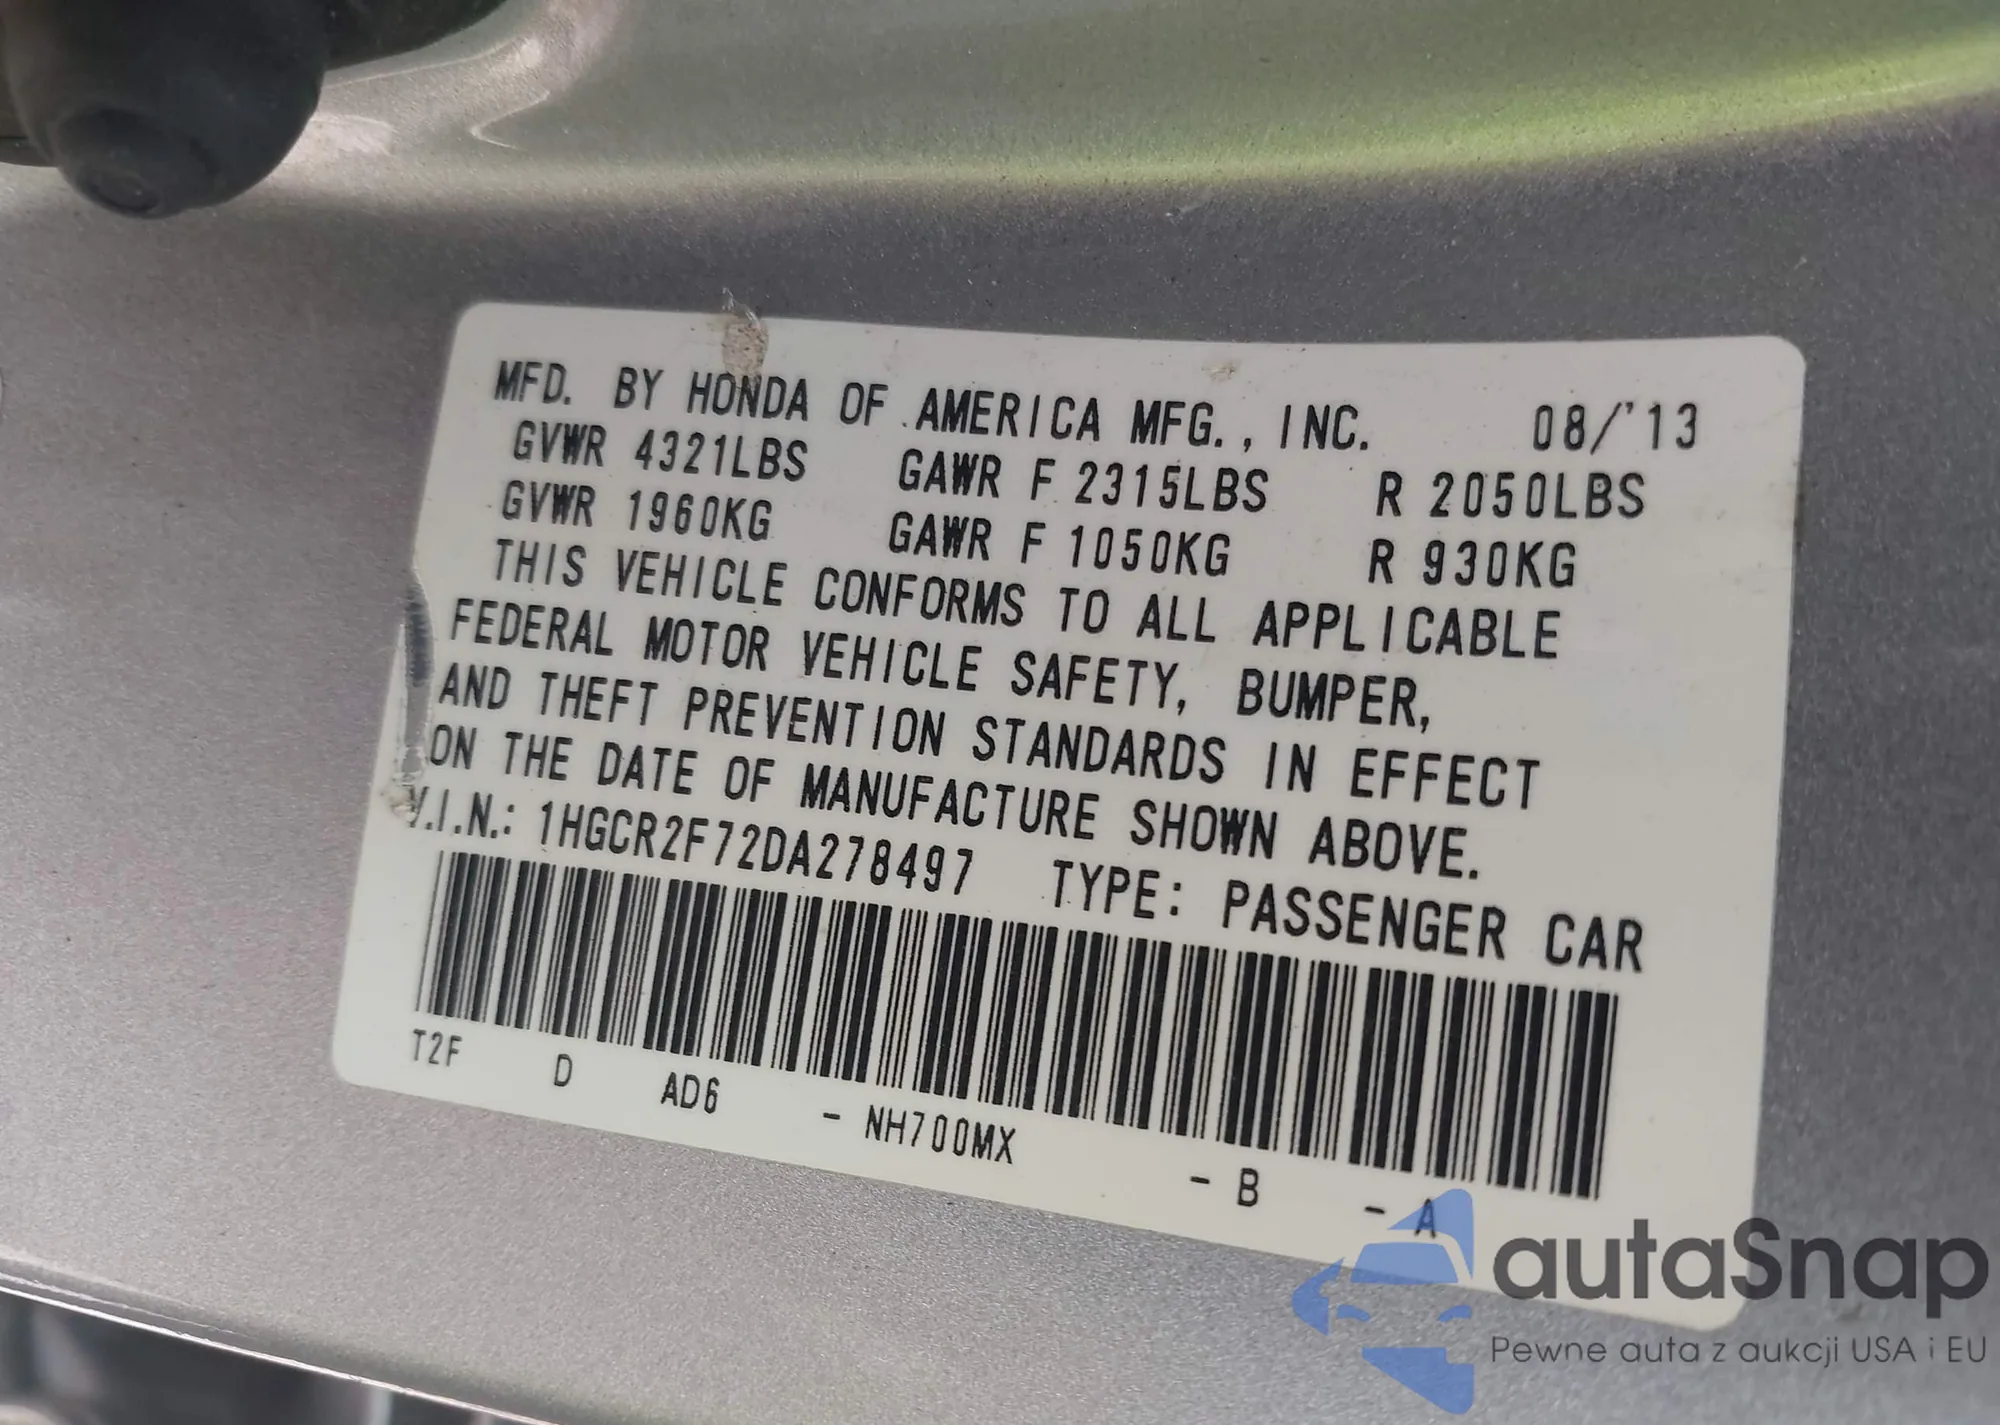 MFD. BY HONDA OF AMERICA MFG., INC. 08/'13
GVWR 4321LBS GAWR F 2315LBS R 2050LBS
GVWR 1960KG GAWR F 1050KG R 930KG
THIS VEHICLE CONFORMS TO ALL APPLICABLE
FEDERAL MOTOR VEHICLE SAFETY, BUMPER,
AND THEFT PREVENTION STANDARDS IN EFFECT
ON THE DATE OF MANUFACTURE SHOWN ABOVE.
V.I.N.: 1HGCR2F72DA278497 TYPE: PASSENGER CAR
T2F D AD6 - NH700MX - B - A
autaSnap
Pewne auta z aukcji USA i EU